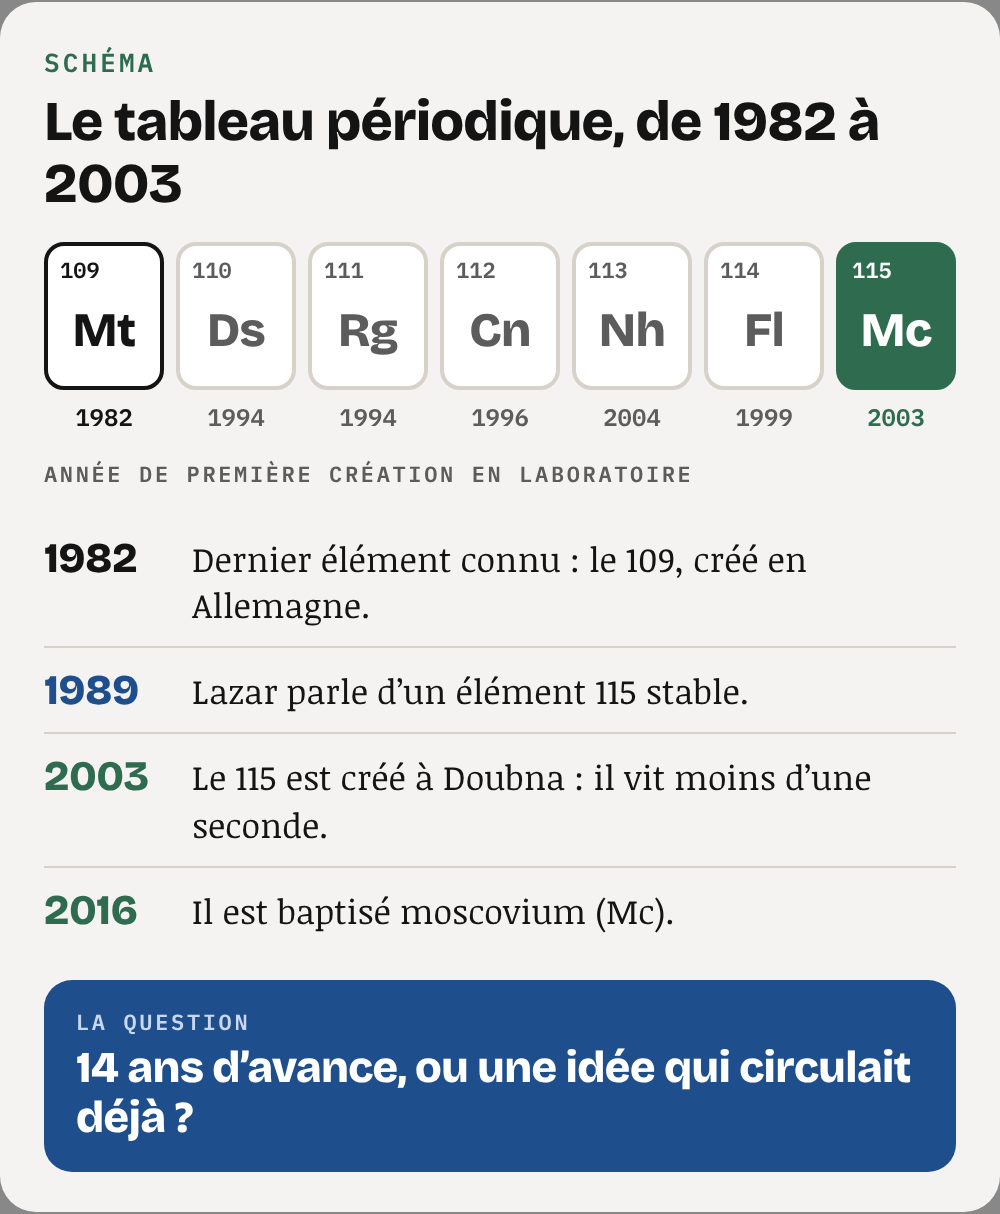 SCHÉMA
Le tableau périodique, de 1982 à
2003
109 110 111 112 113 114 115
Mt Ds Rg Cn Nh Fl Mc
1982 1994 1994 1996 2004 1999 2003
ANNÉE DE PREMIÈRE CRÉATION EN LABORATOIRE
1982 Dernier élément connu : le 109, créé en
Allemagne.
1989 Lazar parle d’un élément 115 stable.
2003 Le 115 est créé à Doubna : il vit moins d’une
seconde.
2016 Il est baptisé moscovium (Mc).
LA QUESTION
14 ans d’avance, ou une idée qui circulait
déjà ?